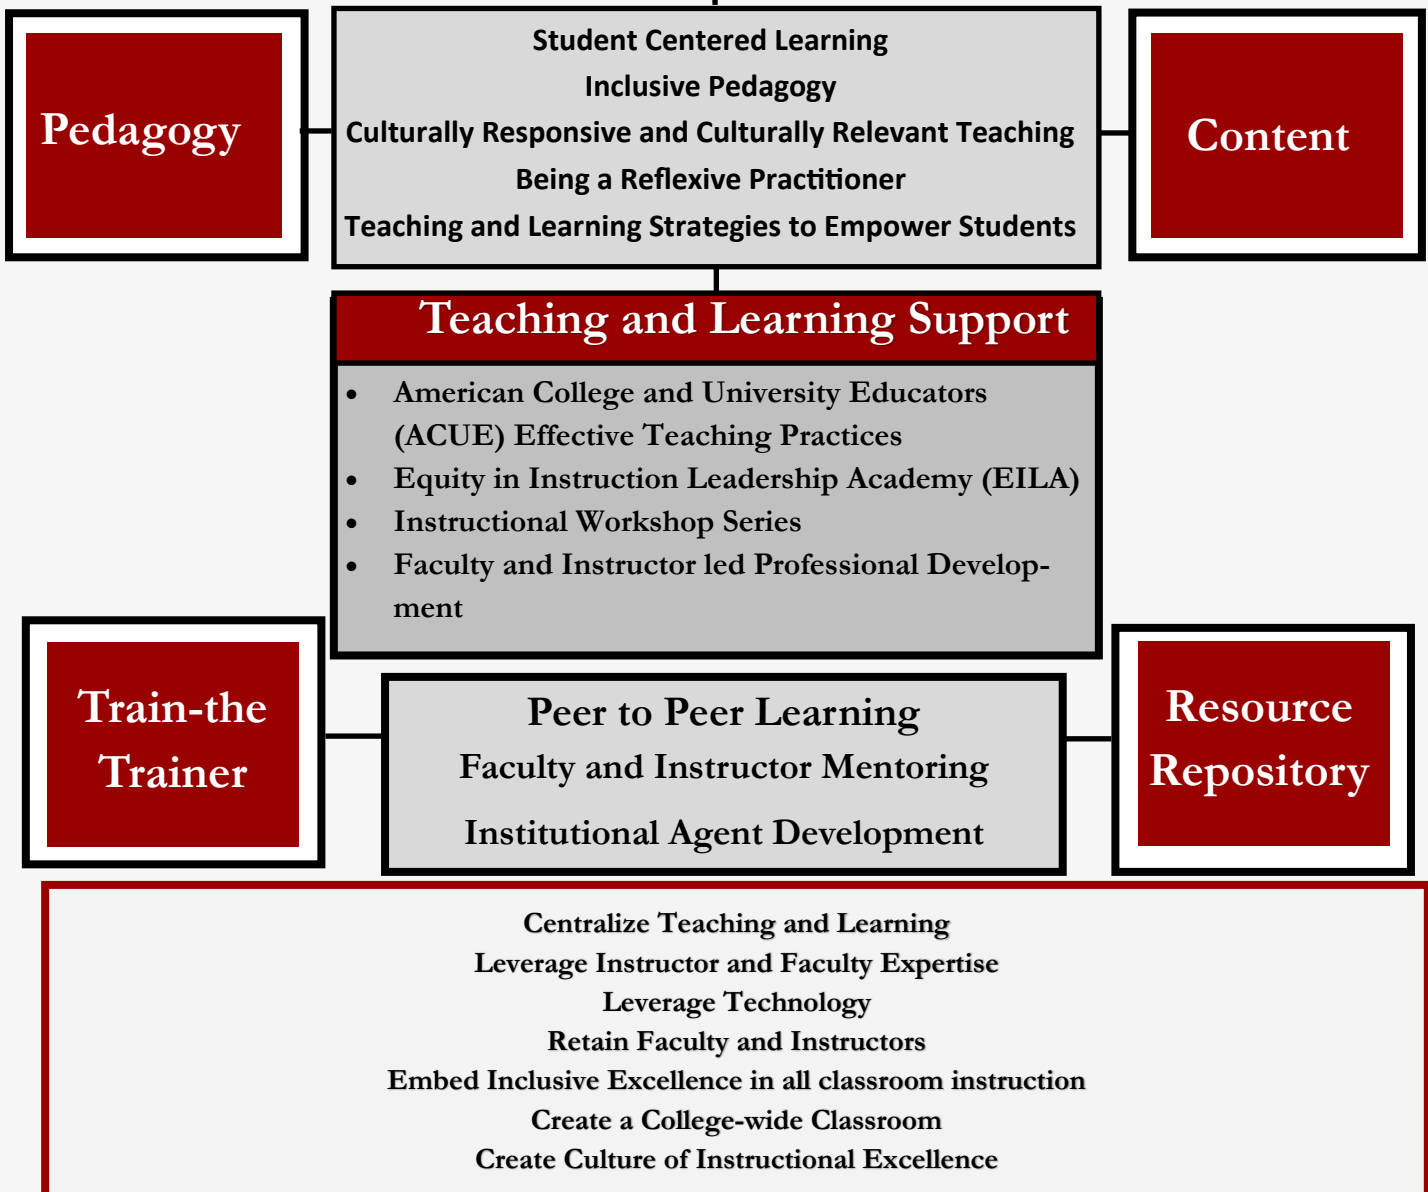 Student Centered Learning
Inclusive Pedagogy
Culturally Responsive and Culturally Relevant Teaching
Being a Reflexive Practitioner
Teaching and Learning Strategies to Empower Students
Pedagogy
Content
Teaching and Learning Support
• American College and University Educators
(ACUE) Effective Teaching Practices
• Equity in Instruction Leadership Academy (EILA)
• Instructional Workshop Series
• Faculty and Instructor led Professional Develop-
ment
Train-the
Trainer
Peer to Peer Learning
Faculty and Instructor Mentoring
Institutional Agent Development
Resource
Repository
Centralize Teaching and Learning
Leverage Instructor and Faculty Expertise
Leverage Technology
Retain Faculty and Instructors
Embed Inclusive Excellence in all classroom instruction
Create a College-wide Classroom
Create Culture of Instructional Excellence